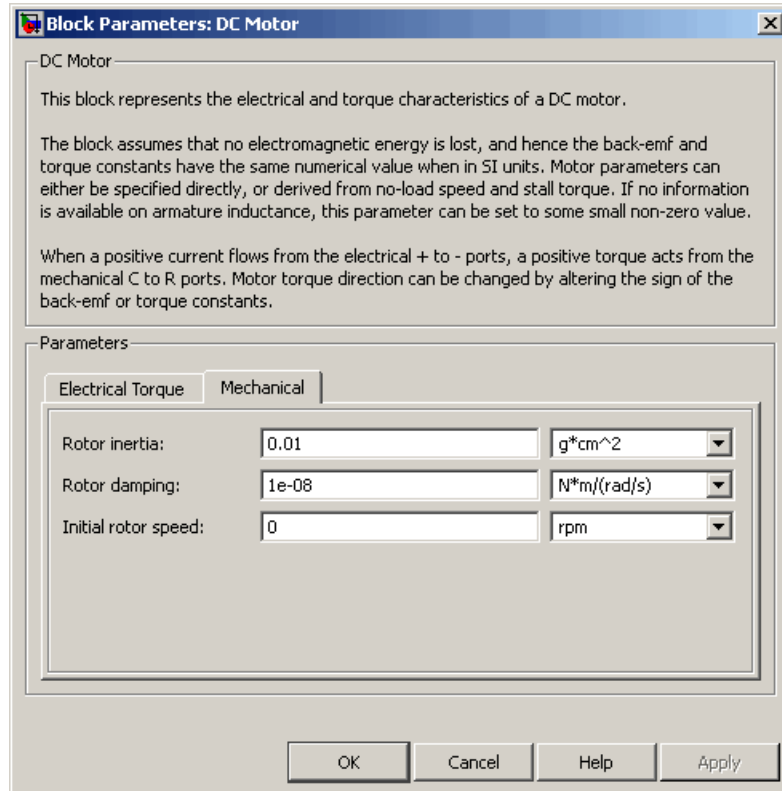 Block Parameters: DC Motor
DC Motor
This block represents the electrical and torque characteristics of a DC motor.
The block assumes that no electromagnetic energy is lost, and hence the back-emf and
torque constants have the same numerical value when in SI units. Motor parameters can
either be specified directly, or derived from no-load speed and stall torque. If no information
is available on armature inductance, this parameter can be set to some small non-zero value.
When a positive current flows from the electrical + to - ports, a positive torque acts from the
mechanical C to R ports. Motor torque direction can be changed by altering the sign of the
back-emf or torque constants.
Parameters
Electrical Torque Mechanical
Rotor inertia: 0.01 g*cm^2
Rotor damping: 1e-08 N*m/(rad/s)
Initial rotor speed: 0 rpm
OK Cancel Help Apply